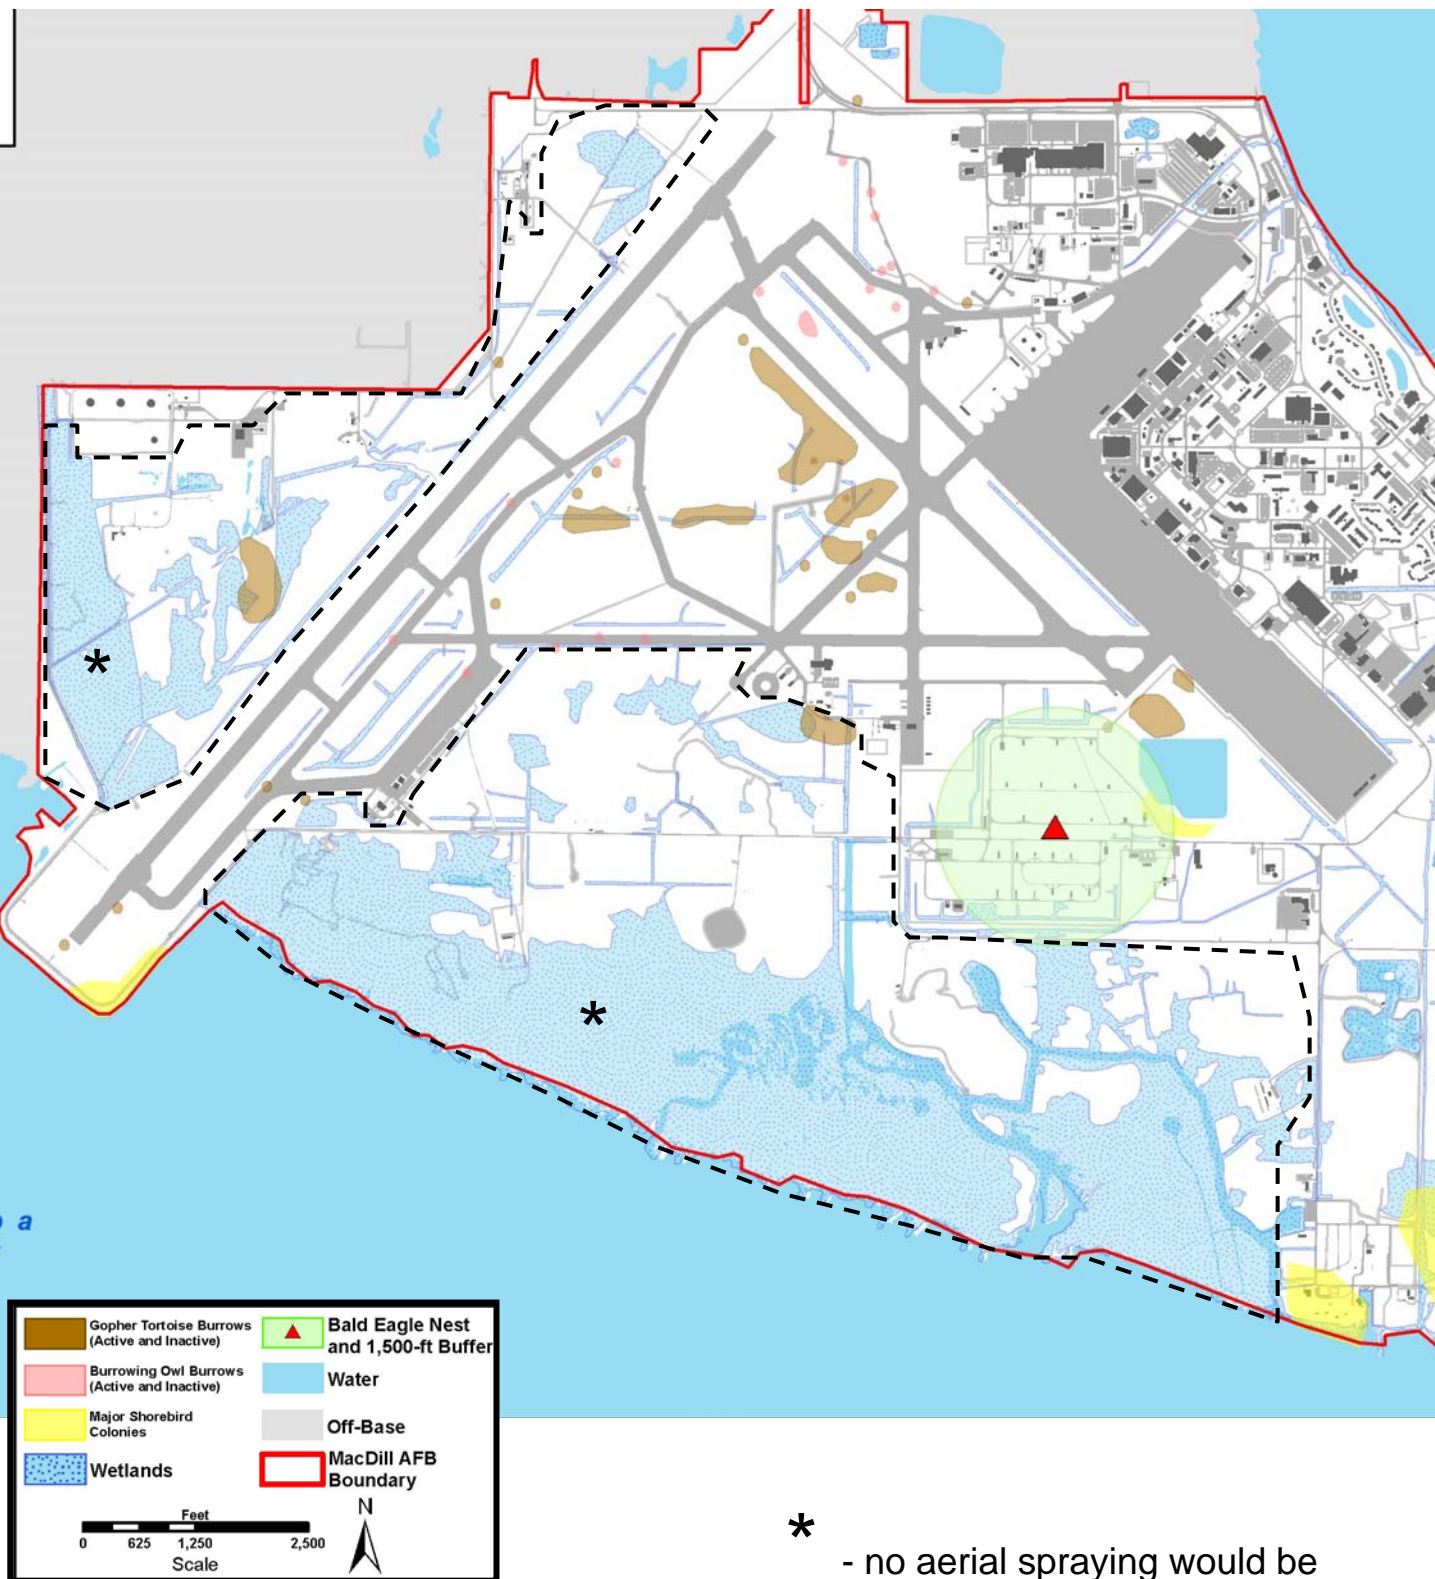 *
*
a
Gopher Tortoise Burrows
(Active and Inactive)
Burrowing Owl Burrows
(Active and Inactive)
Major Shorebird
Colonies
Wetlands
Bald Eagle Nest
and 1,500-ft Buffer
Water
Off-Base
MacDill AFB
Boundary
Feet
0 625 1,250 2,500
Scale
N
*
- no aerial spraying would be